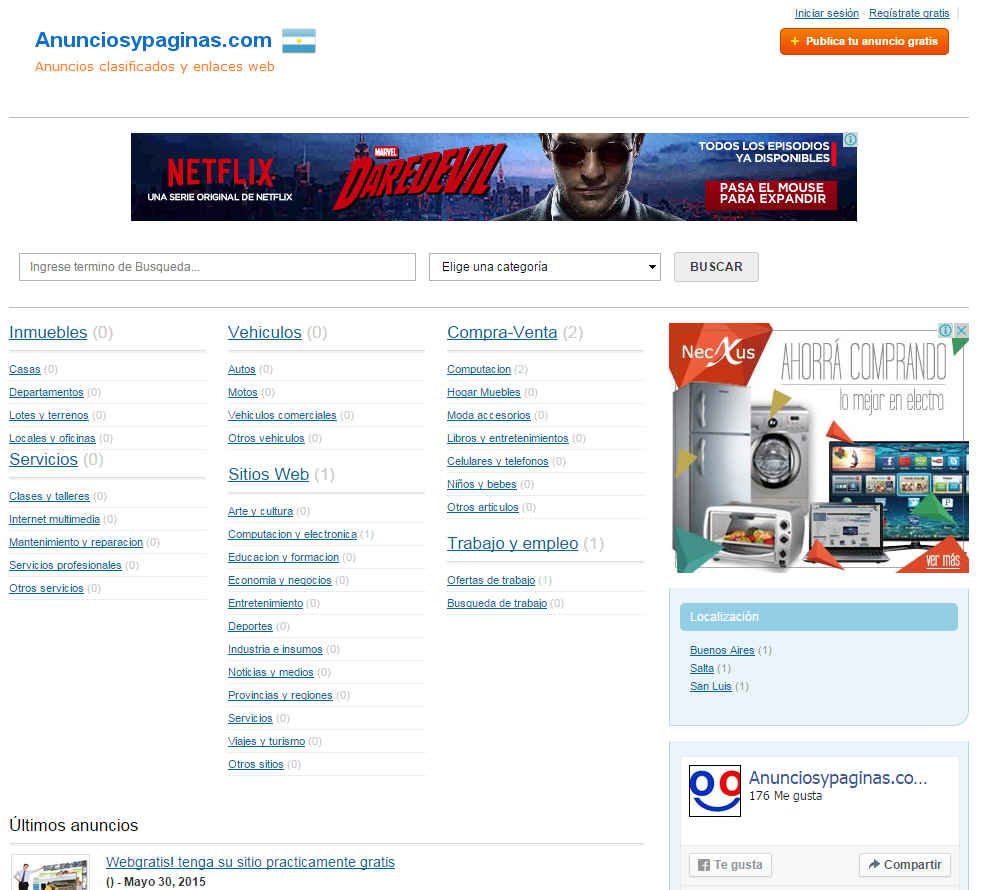 Iniciar sesión · Regístrate gratis
Anunciosypaginas.com
Anuncios clasificados y enlaces web
+ Publica tu anuncio gratis
NETFLIX
UNA SERIE ORIGINAL DE NETFLIX
MARVEL
DAREDEVIL
TODOS LOS EPISODIOS
YA DISPONIBLES
PASA EL MOUSE
PARA EXPANDIR
Ingrese termino de Busqueda...
Elige una categoría
BUSCAR
Inmuebles (0)
Casas (0)
Departamentos (0)
Lotes y terrenos (0)
Locales y oficinas (0)
Servicios (0)
Clases y talleres (0)
Internet multimedia (0)
Mantenimiento y reparacion (0)
Servicios profesionales (0)
Otros servicios (0)
Vehiculos (0)
Autos (0)
Motos (0)
Vehiculos comerciales (0)
Otros vehiculos (0)
Sitios Web (1)
Arte y cultura (0)
Computacion y electronica (1)
Educacion y formacion (0)
Economia y negocios (0)
Entretenimiento (0)
Deportes (0)
Industria e insumos (0)
Noticias y medios (0)
Provincias y regiones (0)
Servicios (0)
Viajes y turismo (0)
Otros sitios (0)
Compra-Venta (2)
Computacion (2)
Hogar Muebles (0)
Moda accesorios (0)
Libros y entretenimientos (0)
Celulares y telefonos (0)
Niños y bebes (0)
Otros articulos (0)
Trabajo y empleo (1)
Ofertas de trabajo (1)
Busqueda de trabajo (0)
NecXus
AHORRÁ COMPRANDO
lo mejor en electro
ver más
Localización
Buenos Aires (1)
Salta (1)
San Luis (1)
Anunciosypaginas.co...
176 Me gusta
Te gusta
Compartir
Últimos anuncios
Webgratis! tenga su sitio practicamente gratis
() - Mayo 30, 2015